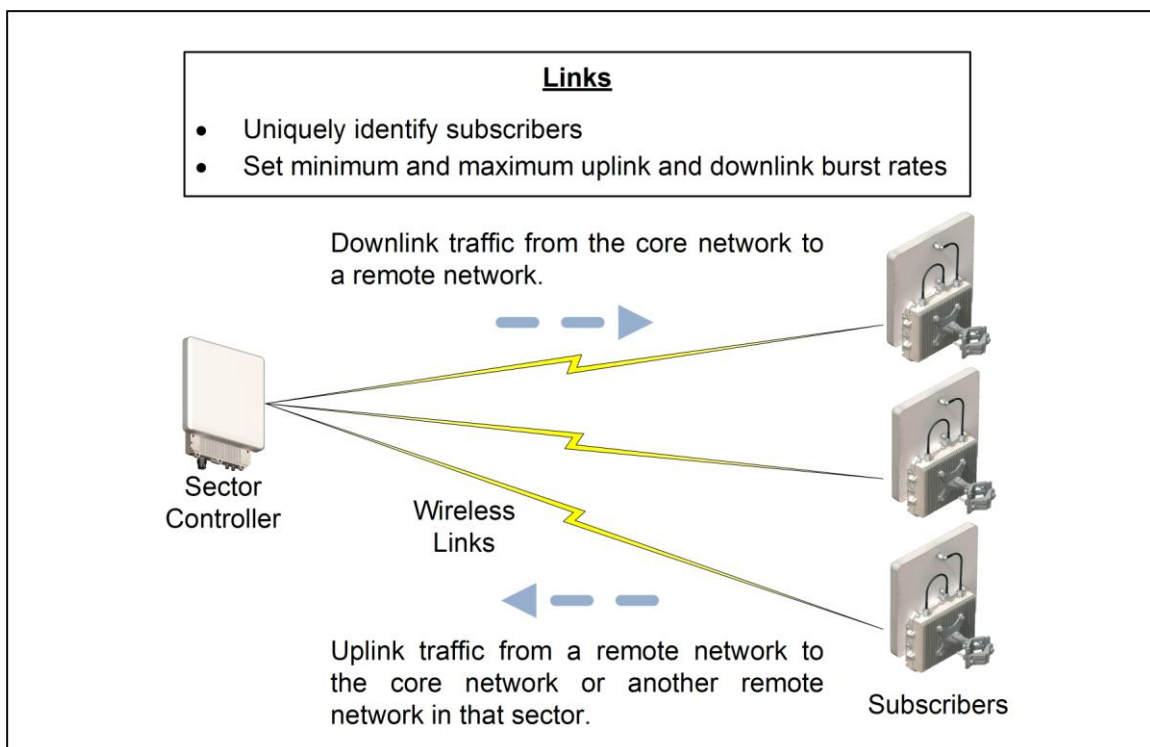 Links
• Uniquely identify subscribers
• Set minimum and maximum uplink and downlink burst rates
Downlink traffic from the core network to
a remote network.
Sector
Controller
Wireless
Links
Uplink traffic from a remote network to
the core network or another remote
network in that sector.
Subscribers